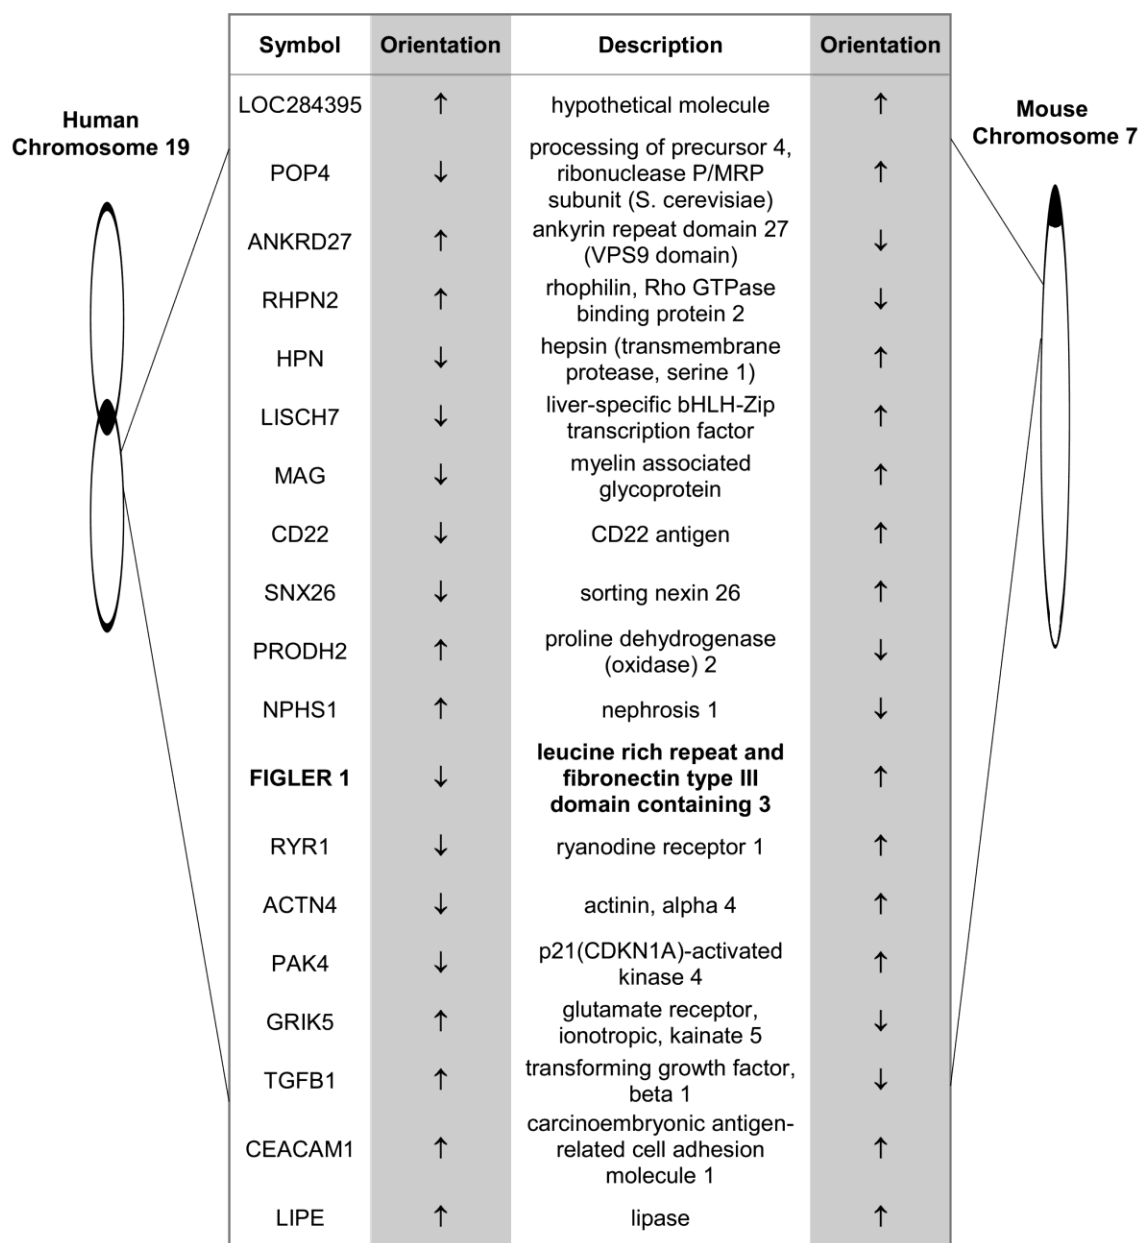 Symbol Orientation Description Orientation
Human
Chromosome 19
Mouse
Chromosome 7
LOC284395 ↑ hypothetical molecule ↑
processing of precursor 4,
POP4 ↓ ribonuclease P/MRP ↑
subunit (S. cerevisiae)
ANKRD27 ↑ ankyrin repeat domain 27 ↓
(VPS9 domain)
RHPN2 ↑ rhophilin, Rho GTPase ↓
binding protein 2
HPN ↓ hepsin (transmembrane ↑
protease, serine 1)
LISCH7 ↓ liver-specific bHLH-Zip ↑
transcription factor
MAG ↓ myelin associated ↑
glycoprotein
CD22 ↓ CD22 antigen ↑
SNX26 ↓ sorting nexin 26 ↑
PRODH2 ↑ proline dehydrogenase ↓
(oxidase) 2
NPHS1 ↑ nephrosis 1 ↓
leucine rich repeat and
FIGLER 1 ↓ fibronectin type III ↑
domain containing 3
RYR1 ↓ ryanodine receptor 1 ↑
ACTN4 ↓ actinin, alpha 4 ↑
PAK4 ↓ p21(CDKN1A)-activated ↑
kinase 4
GRIK5 ↑ glutamate receptor, ↓
ionotropic, kainate 5
TGFB1 ↑ transforming growth factor, ↓
beta 1
carcinoembryonic antigen-
CEACAM1 ↑ related cell adhesion ↑
molecule 1
LIPE ↑ lipase ↑